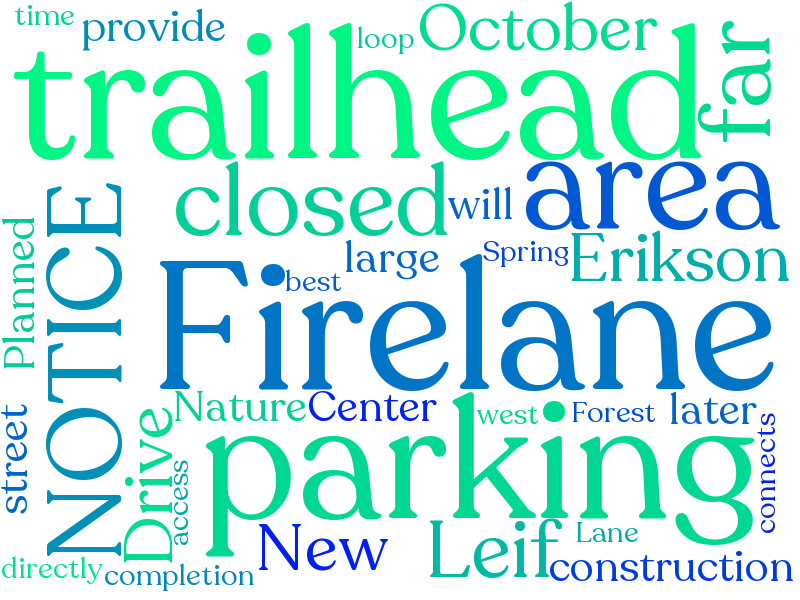 time
provide
loop
October
trailhead
far
closed
will
area
NOTICE
Planned
large
Spring
Erikson
best
Firelane
Nature
Center
west
Forest
later
street
Drive
access
parking
connects
New
Leif
Lane
directly
completion
construction